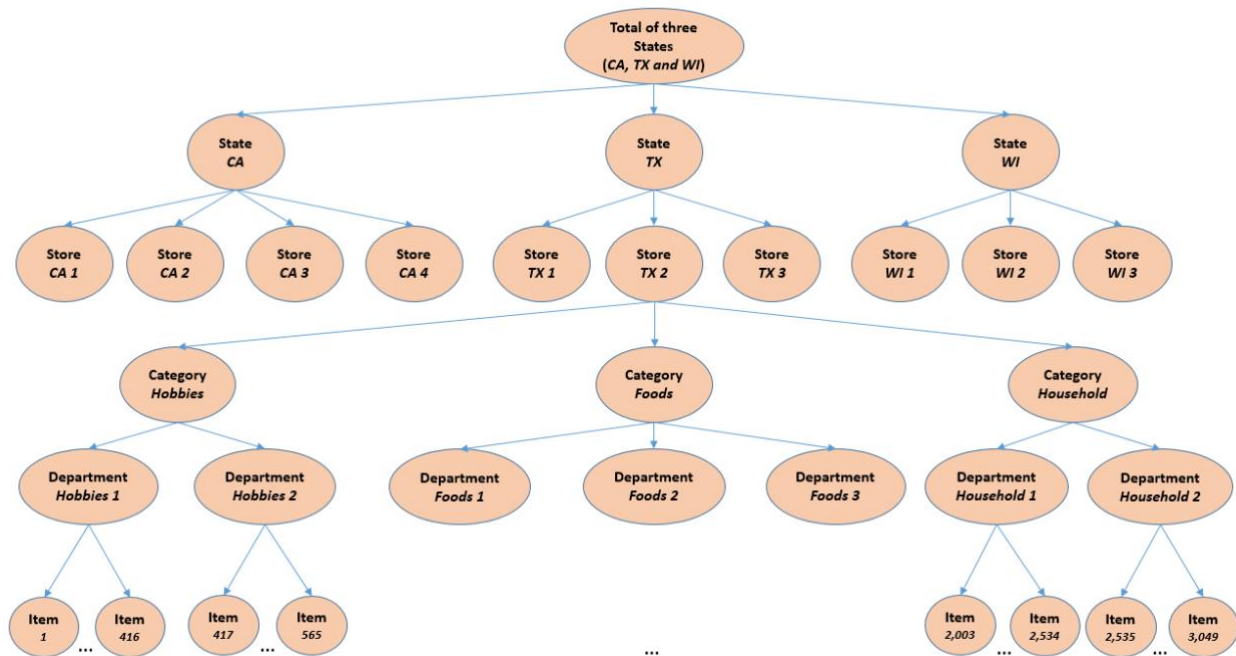 Total of three
States
(CA, TX and WI)
State
CA
State
TX
State
WI
Store
CA 1
Store
CA 2
Store
CA 3
Store
CA 4
Store
TX 1
Store
TX 2
Store
TX 3
Store
WI 1
Store
WI 2
Store
WI 3
Category
Hobbies
Category
Foods
Category
Household
Department
Hobbies 1
Department
Hobbies 2
Department
Foods 1
Department
Foods 2
Department
Foods 3
Department
Household 1
Department
Household 2
Item
1
...
Item
416
Item
417
...
Item
565
...
Item
2,003
...
Item
2,534
Item
2,535
...
Item
3,049